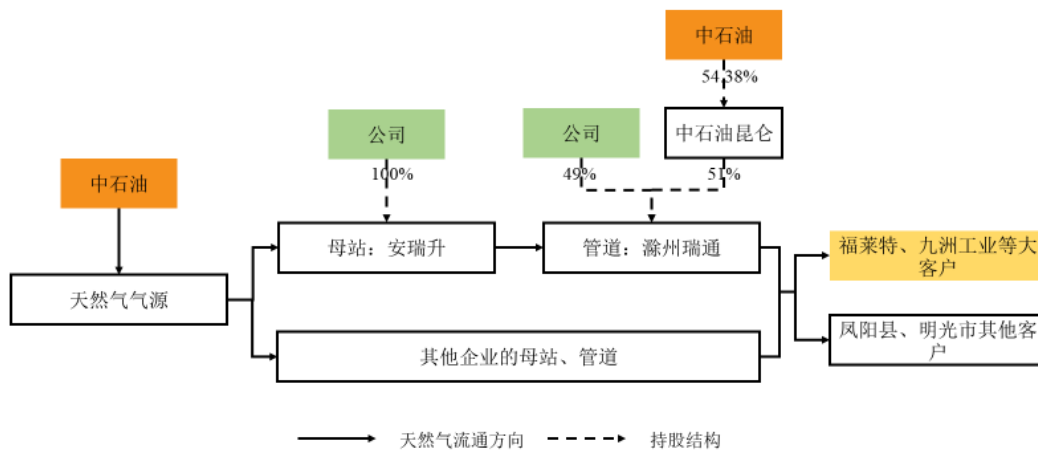 中石油
54.38%
公司
公司
中石油昆仑
100%
49%
51%
中石油
母站：安瑞升
管道：滁州瑞通
福莱特、九洲工业等大
客户
天然气气源
其他企业的母站、管道
凤阳县、明光市其他客
户
天然气流通方向
持股结构